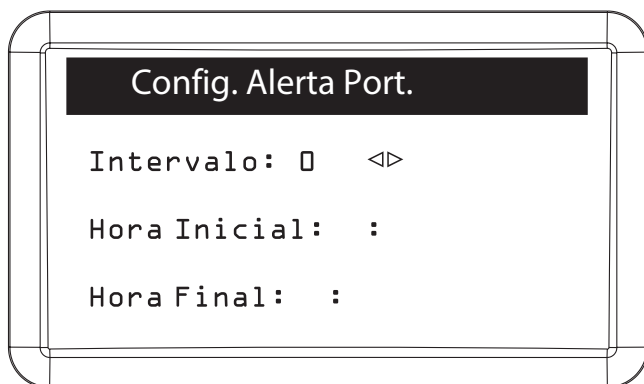 Config. Alerta Port.
Intervalo: 0 ◁▷
Hora Inicial: :
Hora Final: :